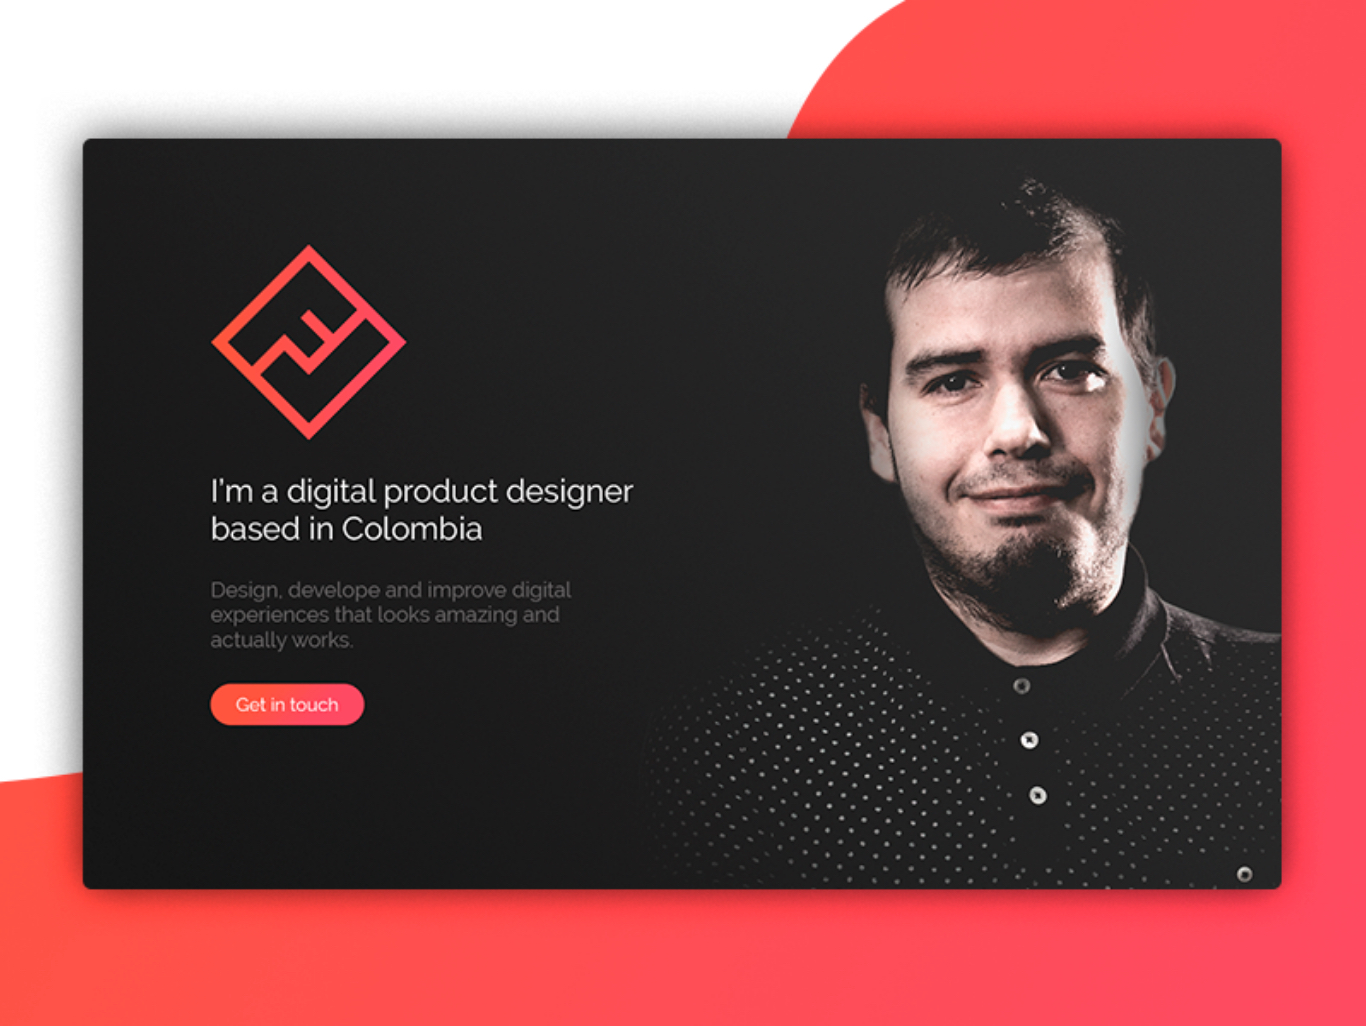 I'm a digital product designer
based in Colombia
Design, develope and improve digital
experiences that looks amazing and
actually works.
Get in touch